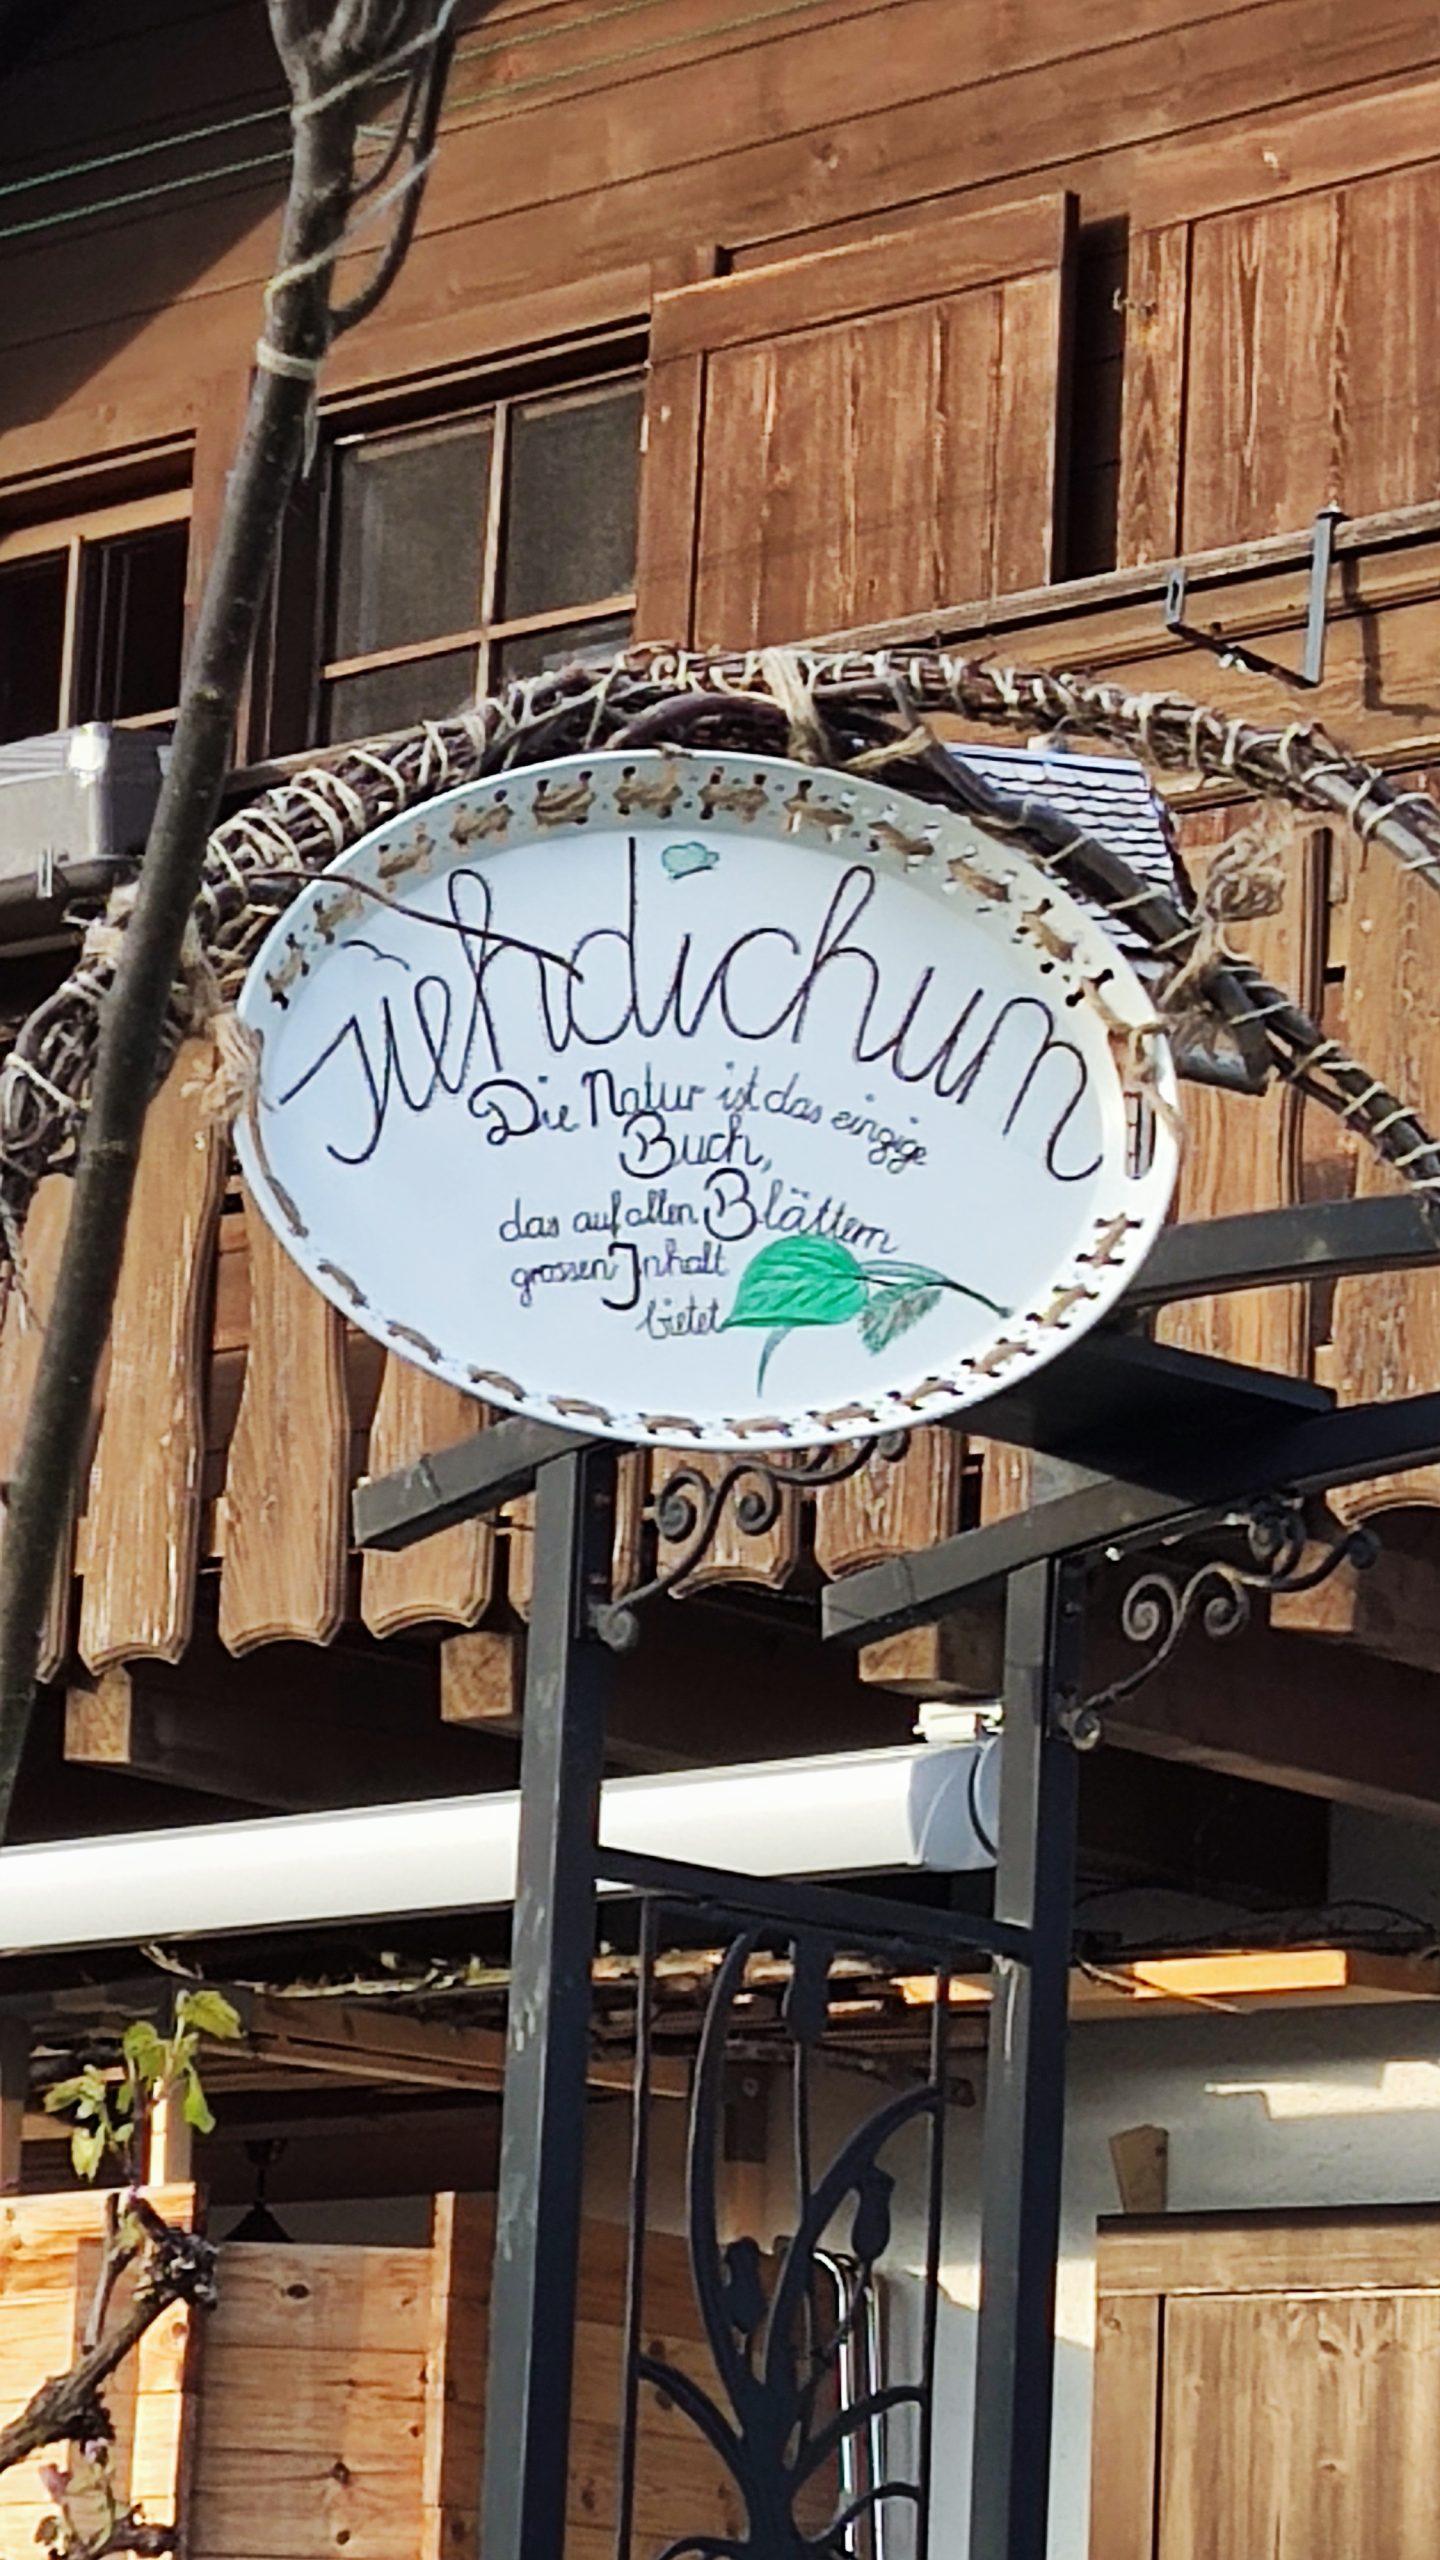 siehdichum
Die Natur ist das einzige
Buch,
das auf allen Blättern
grossen Inhalt
bietet